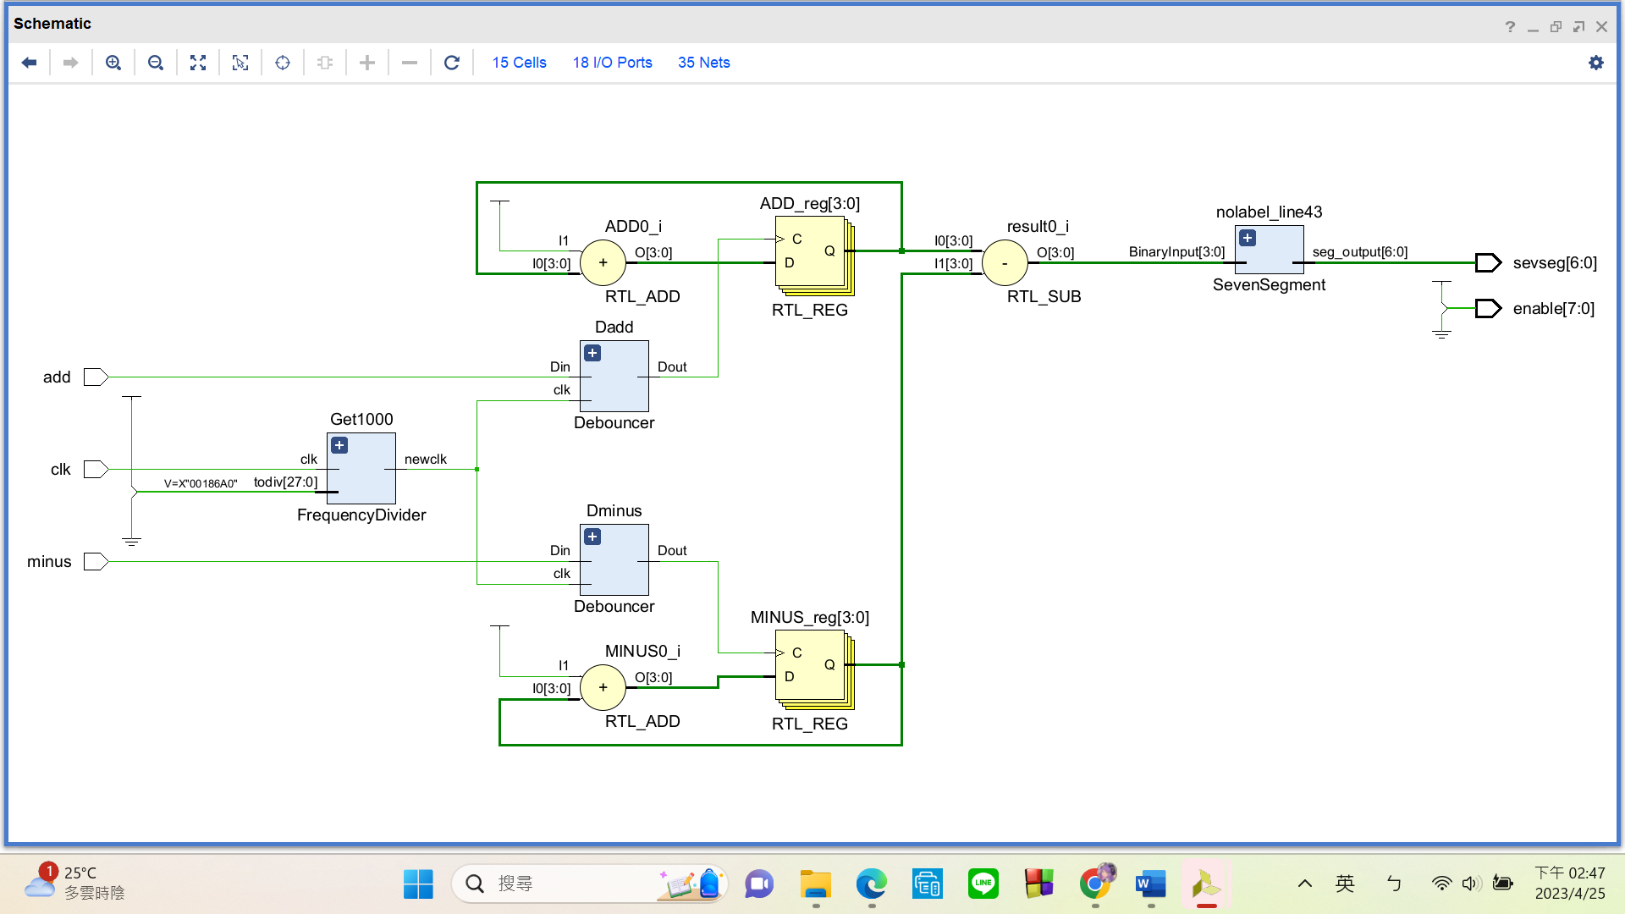 Schematic
15 Cells 18 I/O Ports 35 Nets
ADD_reg[3:0]
ADD0_i
I1
I0[3:0]
+
O[3:0]
RTL_ADD
C
D
Q
RTL_REG
result0_i
I0[3:0]
I1[3:0]
-
O[3:0]
RTL_SUB
nolabel_line43
BinaryInput[3:0]
seg_output[6:0]
SevenSegment
sevseg[6:0]
enable[7:0]
Dadd
add
Din
clk
Dout
Debouncer
Get1000
clk
clk
newclk
V=X"00186A0" todiv[27:0]
FrequencyDivider
Dminus
minus
Din
clk
Dout
Debouncer
MINUS_reg[3:0]
MINUS0_i
I1
I0[3:0]
+
O[3:0]
RTL_ADD
C
D
Q
RTL_REG
1
25°C
多雲時陰
搜尋
LINE
W
英
ㄅ
下午 02:47
2023/4/25